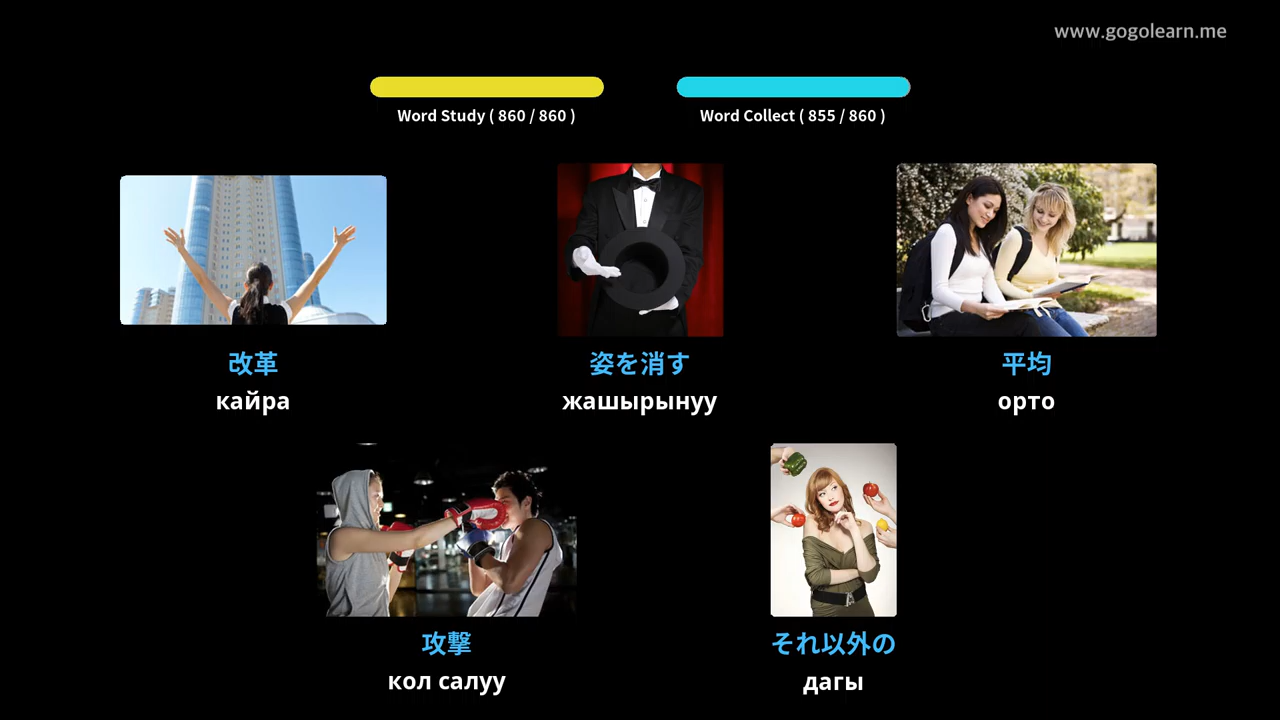 www.gogolearn.me
Word Study ( 860 / 860 )
Word Collect ( 855 / 860 )
改革
кайра
姿を消す
жашырынуу
平均
орто
攻撃
кол салуу
それ以外の
дагы